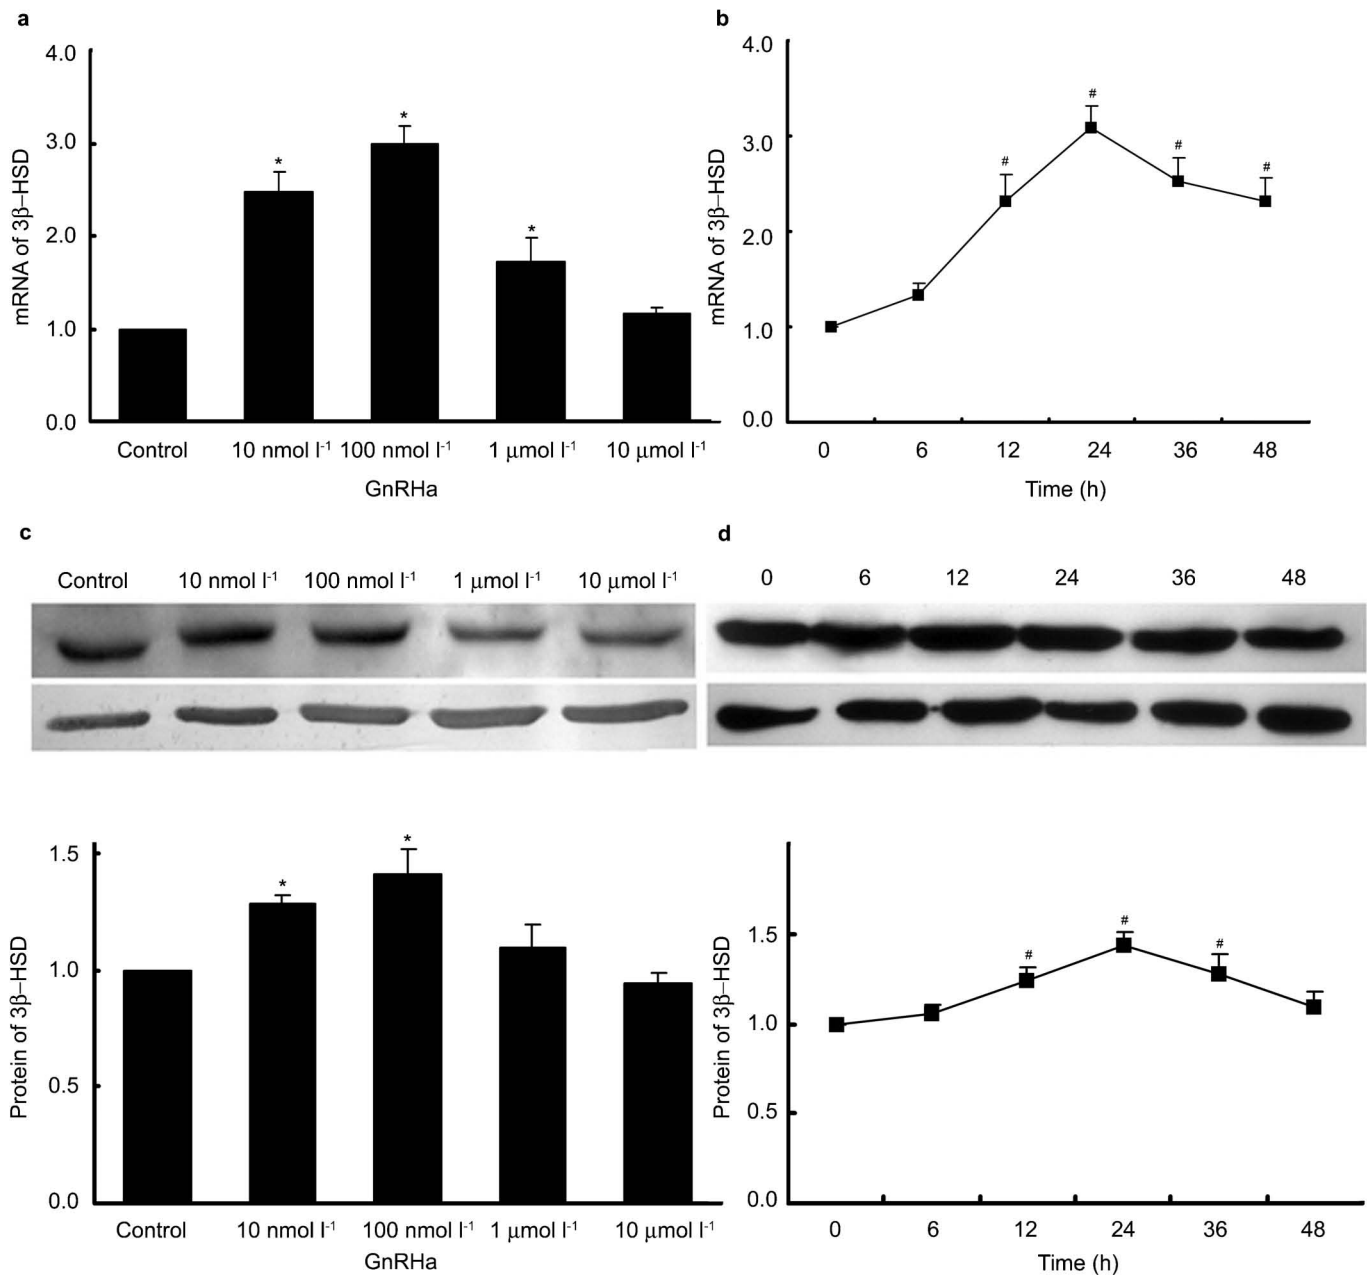 a
4.0
3.0
2.0
1.0
0.0
mRNA of 3β–HSD
*
*
*
Control 10 nmol l⁻¹ 100 nmol l⁻¹ 1 μmol l⁻¹ 10 μmol l⁻¹
GnRHa
b
4.0
3.0
2.0
1.0
0.0
mRNA of 3β–HSD
#
#
#
#
0 6 12 24 36 48
Time (h)
c
Control 10 nmol l⁻¹ 100 nmol l⁻¹ 1 μmol l⁻¹ 10 μmol l⁻¹
1.5
1.0
0.5
0.0
Protein of 3β–HSD
*
*
Control 10 nmol l⁻¹ 100 nmol l⁻¹ 1 μmol l⁻¹ 10 μmol l⁻¹
GnRHa
d
0 6 12 24 36 48
1.5
1.0
0.5
0.0
Protein of 3β–HSD
#
#
#
0 6 12 24 36 48
Time (h)